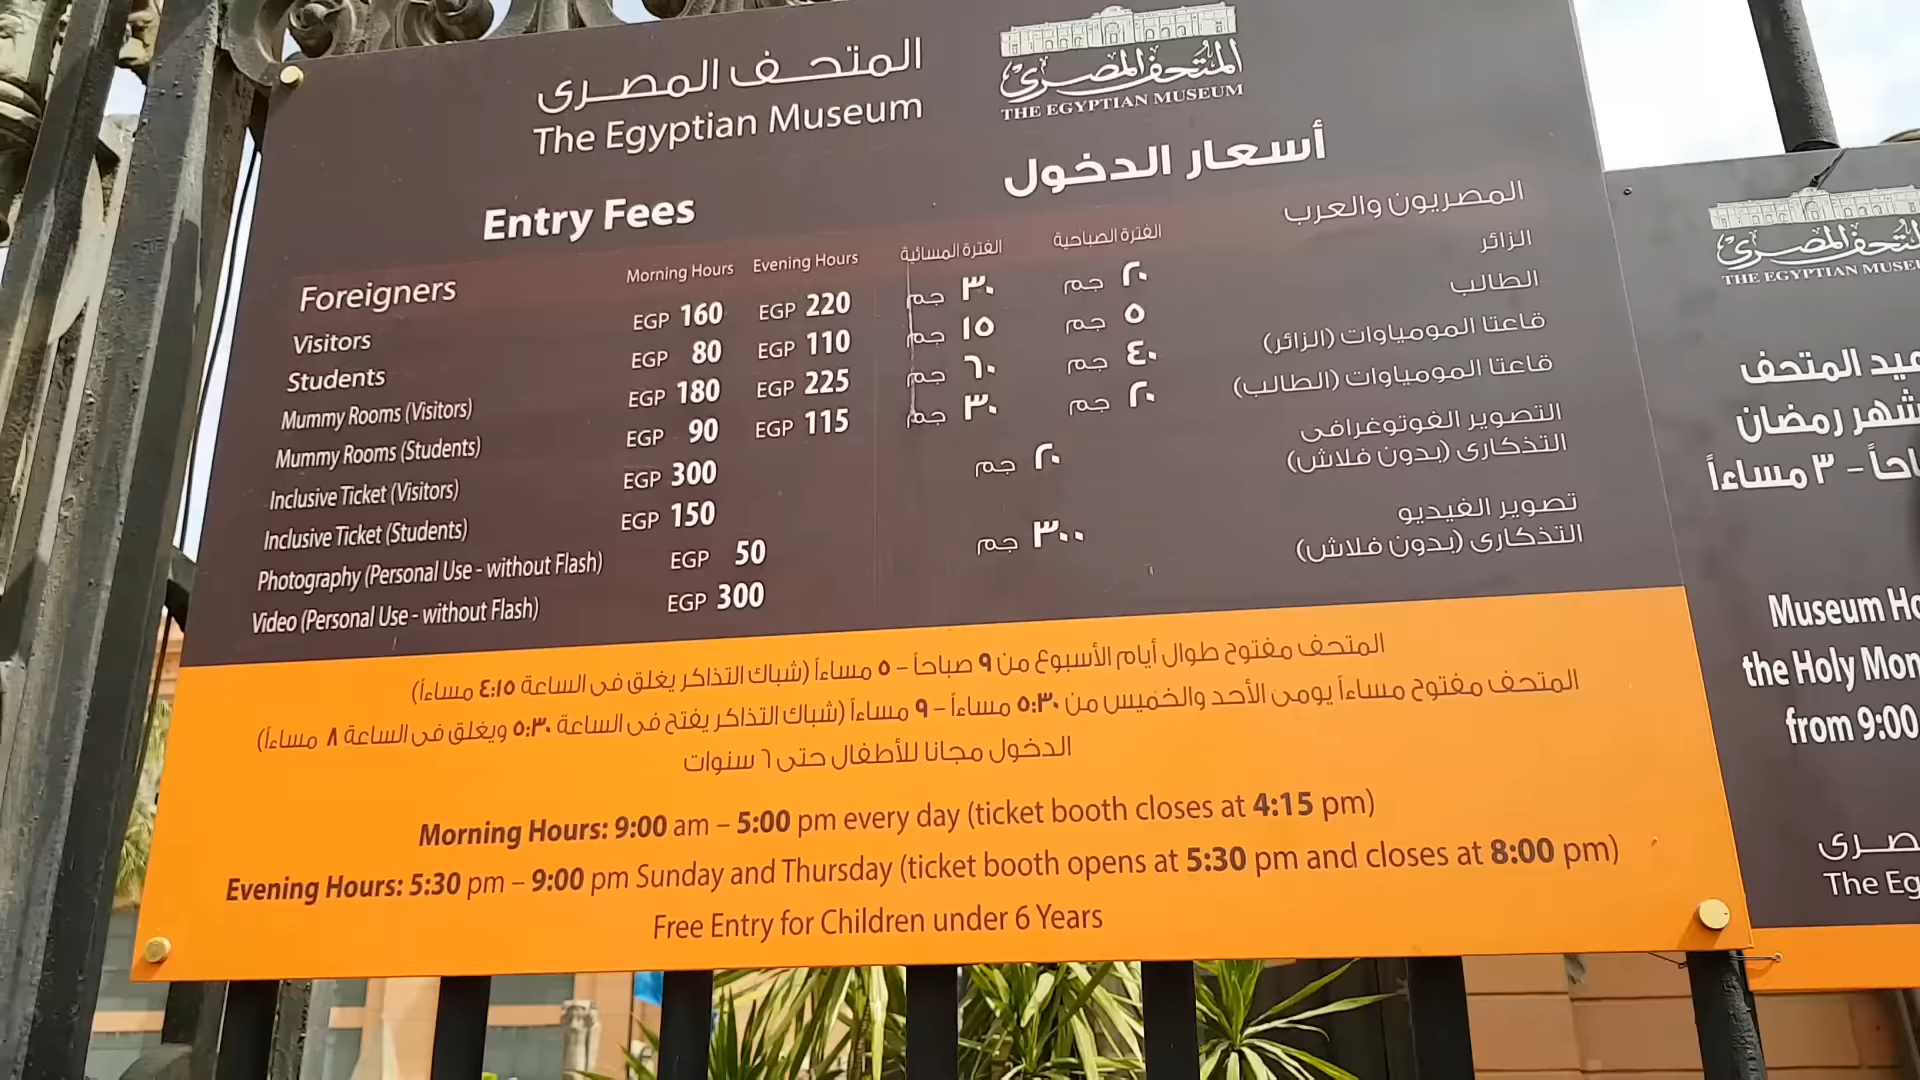 المتحف المصرى
The Egyptian Museum
المتحف المصرى
THE EGYPTIAN MUSEUM
Entry Fees
Foreigners Morning Hours Evening Hours
Visitors EGP 160 EGP 220
Students EGP 80 EGP 110
Mummy Rooms (Visitors) EGP 180 EGP 225
Mummy Rooms (Students) EGP 90 EGP 115
Inclusive Ticket (Visitors) EGP 300
Inclusive Ticket (Students) EGP 150
Photography (Personal Use - without Flash) EGP 50
Video (Personal Use - without Flash) EGP 300
أسعار الدخول
المصريون والعرب الفترة الصباحية الفترة المسائية
الزائر ٢٠ جم ٣٠ جم
الطالب ٥ جم ١٥ جم
قاعتا المومياوات (الزائر) ٤٠ جم ٦٠ جم
قاعتا المومياوات (الطالب) ٢٠ جم ٣٠ جم
التصوير الفوتوغرافى
التذكارى (بدون فلاش) ٢٠ جم
تصوير الفيديو
التذكارى (بدون فلاش) ٣٠٠ جم
المتحف مفتوح طوال أيام الأسبوع من ٩ صباحاً – ٥ مساءاً (شباك التذاكر يغلق فى الساعة ٤:١٥ مساءاً)
المتحف مفتوح مساءاً يومى الأحد والخميس من ٥:٣٠ مساءاً – ٩ مساءاً (شباك التذاكر يفتح فى الساعة ٥:٣٠ ويغلق فى الساعة ٨ مساءاً)
الدخول مجانا للأطفال حتى ٦ سنوات
Morning Hours: 9:00 am – 5:00 pm every day (ticket booth closes at 4:15 pm)
Evening Hours: 5:30 pm – 9:00 pm Sunday and Thursday (ticket booth opens at 5:30 pm and closes at 8:00 pm)
Free Entry for Children under 6 Years
THE EGYPTIAN
المتحف
شهر رمضان
– ٣ مساءاً
Museum
the Holy
from 9:00
The